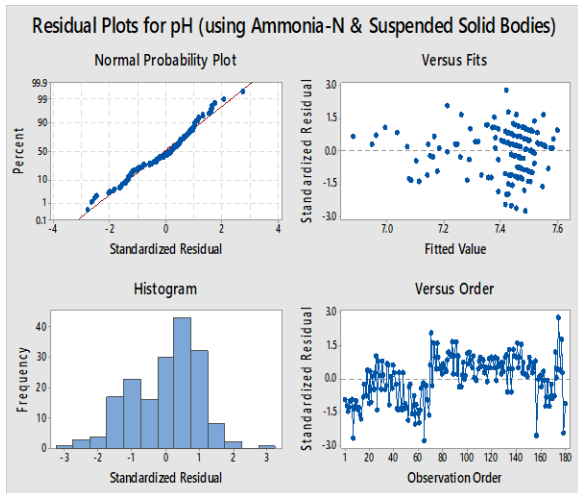 Residual Plots for pH (using Ammonia-N & Suspended Solid Bodies)
Normal Probability Plot
99.9
99
90
50
10
1
0.1
Percent
-4 -2 0 2 4
Standardized Residual
Versus Fits
3.0
1.5
0.0
-1.5
-3.0
Standardized Residual
7.0 7.2 7.4 7.6
Fitted Value
Histogram
40
30
20
10
0
Frequency
-3 -2 -1 0 1 2 3
Standardized Residual
Versus Order
3.0
1.5
0.0
-1.5
-3.0
Standardized Residual
1 20 40 60 80 100 120 140 160 180
Observation Order